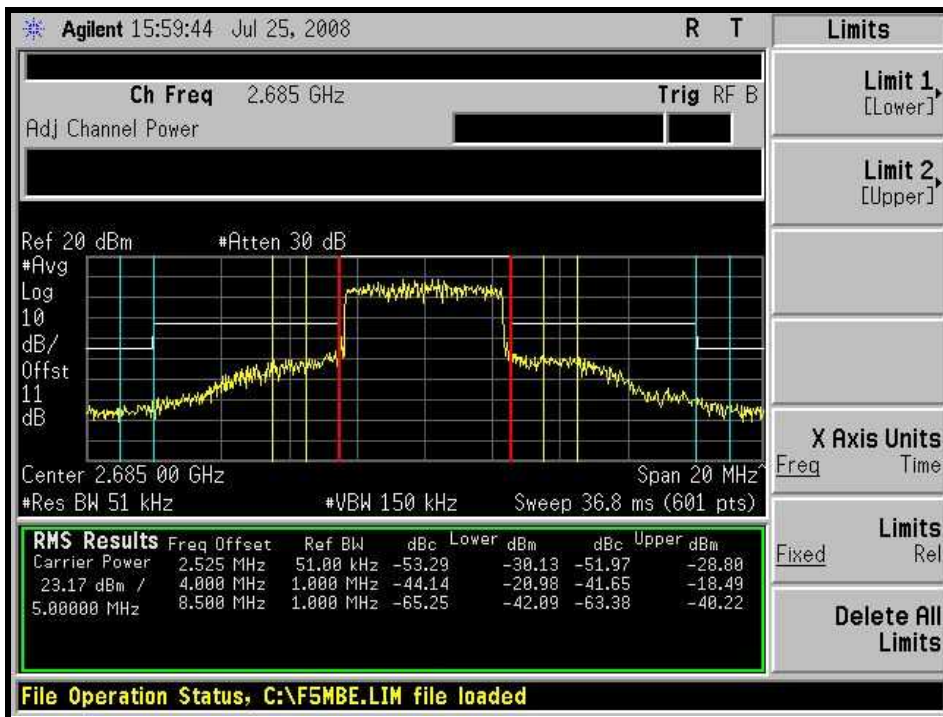 Agilent 15:59:44 Jul 25, 2008 R T
Limits
Ch Freq 2.685 GHz Trig RF B
Adj Channel Power
Limit 1
[Lower]
Limit 2
[Upper]
Ref 20 dBm #Atten 30 dB
#Avg
Log
10
dB/
Offst
11
dB
Center 2.685 00 GHz Span 20 MHz^
#Res BW 51 kHz #VBW 150 kHz Sweep 36.8 ms (601 pts)
X Axis Units
Freq Time
Limits
Fixed Rel
Delete All
Limits
RMS Results Freq Offset Ref BW dBc Lower dBm dBc Upper dBm
Carrier Power 2.525 MHz 51.00 kHz -53.29 -30.13 -51.97 -28.80
23.17 dBm / 4.000 MHz 1.000 MHz -44.14 -20.98 -41.65 -18.49
5.00000 MHz 8.500 MHz 1.000 MHz -65.25 -42.09 -63.38 -40.22
File Operation Status, C:\F5MBE.LIM file loaded